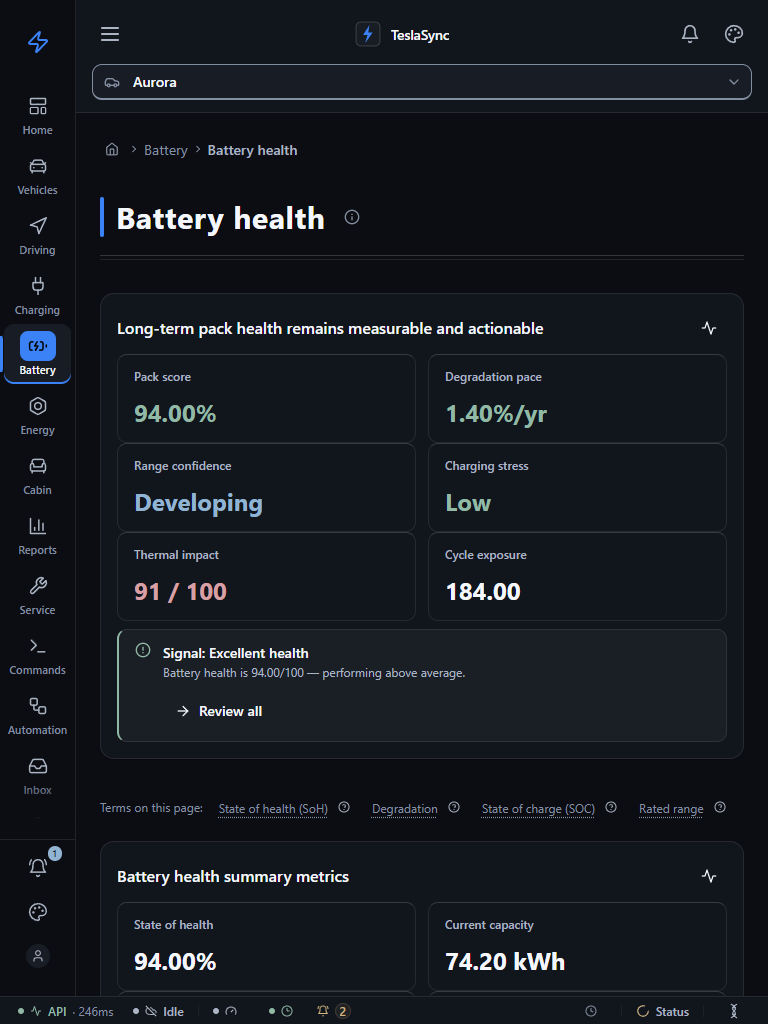 TeslaSync
Aurora
Home
Vehicles
Driving
Charging
Battery
Energy
Cabin
Reports
Service
Commands
Automation
Inbox
1
Battery
Battery health
Battery health
Long-term pack health remains measurable and actionable
Pack score
94.00%
Degradation pace
1.40%/yr
Range confidence
Developing
Charging stress
Low
Thermal impact
91 / 100
Cycle exposure
184.00
Signal: Excellent health
Battery health is 94.00/100 — performing above average.
Review all
Terms on this page: State of health (SoH) Degradation State of charge (SOC) Rated range
Battery health summary metrics
State of health
94.00%
Current capacity
74.20 kWh
API · 246ms Idle 2 Status